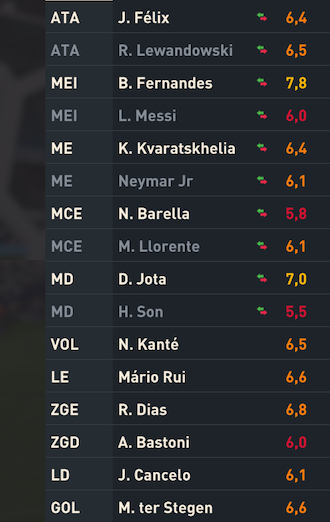 ATA J. Félix 6,4
ATA R. Lewandowski 6,5
MEI B. Fernandes 7,8
MEI L. Messi 6,0
ME K. Kvaratskhelia 6,4
ME Neymar Jr 6,1
MCE N. Barella 5,8
MCE M. Llorente 6,1
MD D. Jota 7,0
MD H. Son 5,5
VOL N. Kanté 6,5
LE Mário Rui 6,6
ZGE R. Dias 6,8
ZGD A. Bastoni 6,0
LD J. Cancelo 6,1
GOL M. ter Stegen 6,6